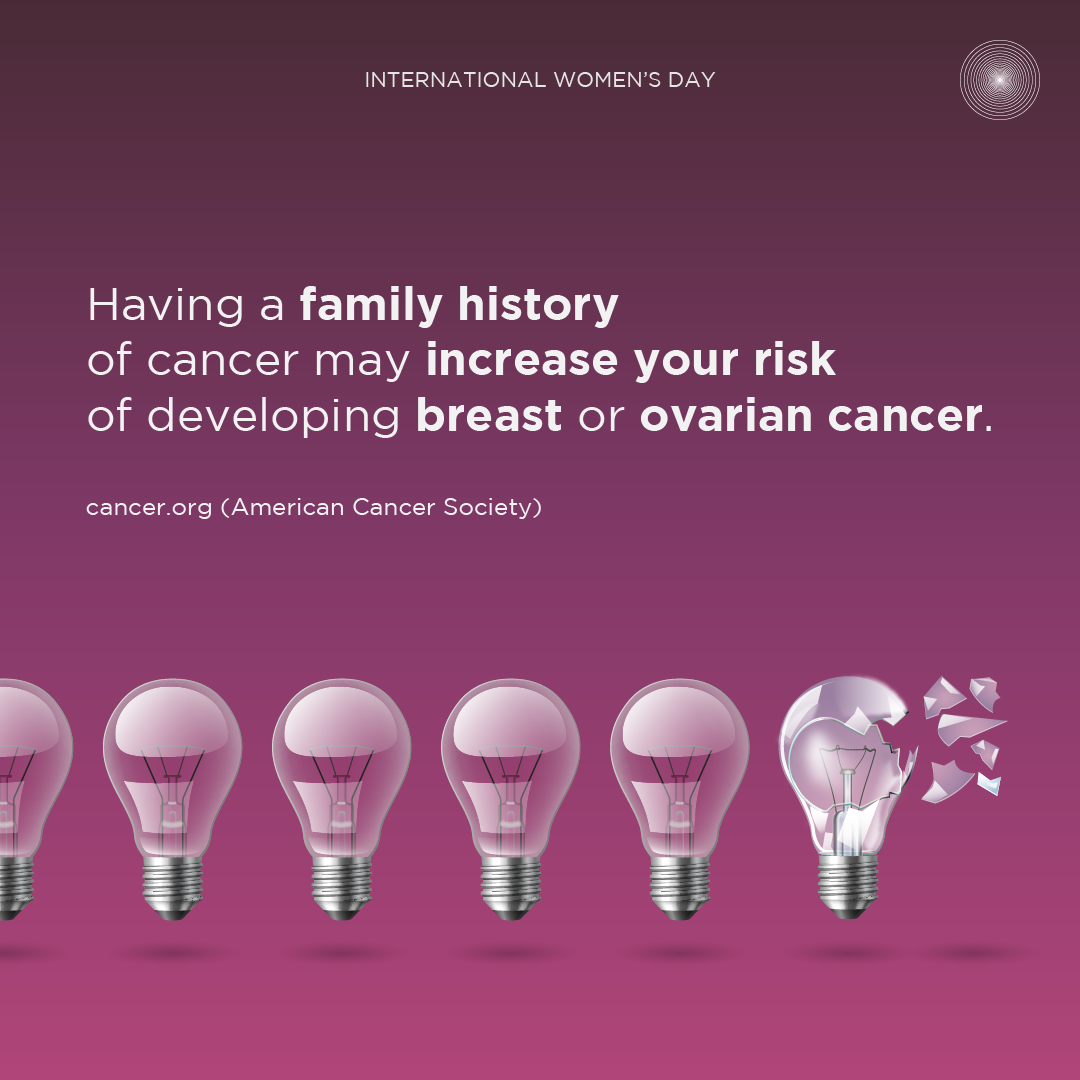 INTERNATIONAL WOMEN’S DAY
Having a family history
of cancer may increase your risk
of developing breast or ovarian cancer.
cancer.org (American Cancer Society)